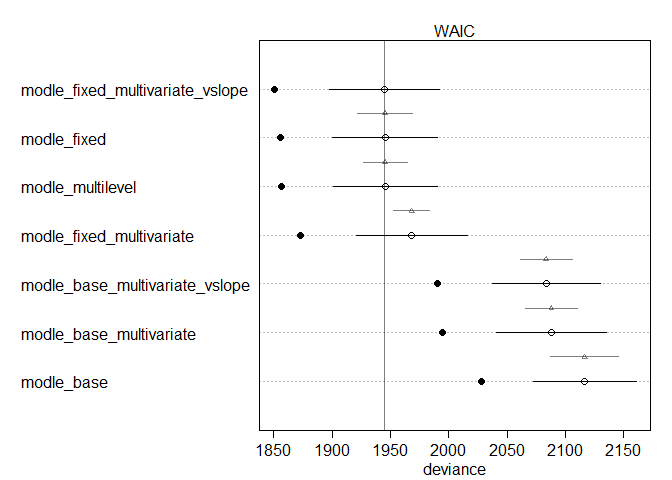 WAIC
modle_fixed_multivariate_vslope
modle_fixed
modle_multilevel
modle_fixed_multivariate
modle_base_multivariate_vslope
modle_base_multivariate
modle_base
1850 1900 1950 2000 2050 2100 2150
deviance